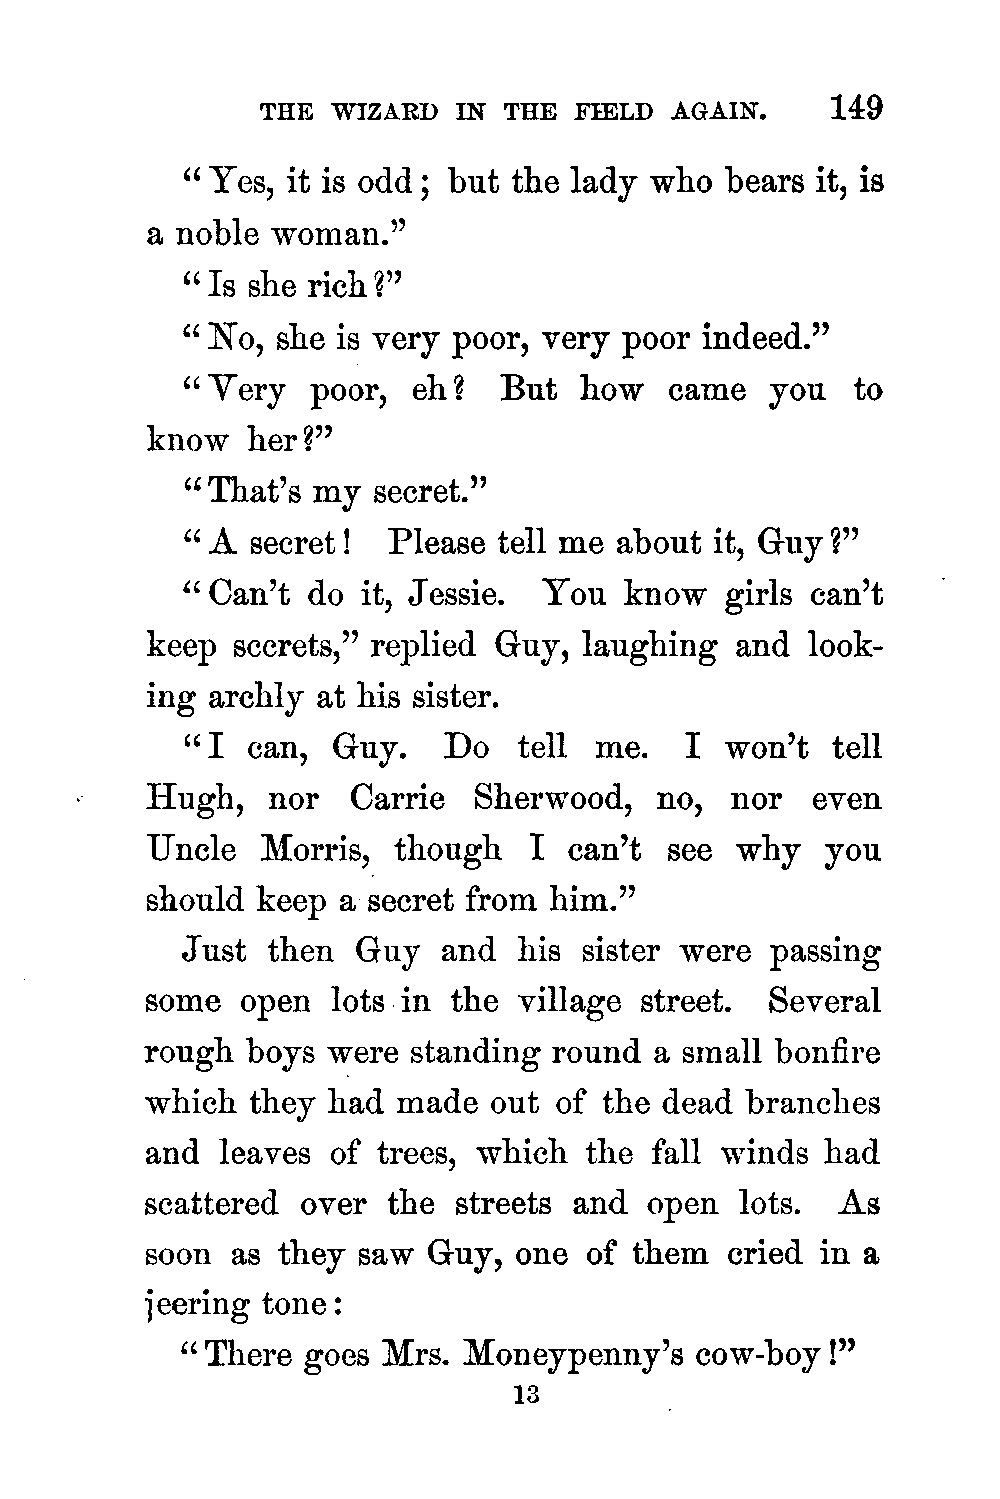 THE WIZARD IN THE FIELD AGAIN. 149
“Yes, it is odd; but the lady who bears it, is
a noble woman.”
“Is she rich?”
“No, she is very poor, very poor indeed.”
“Very poor, eh? But how came you to
know her?”
“That’s my secret.”
“A secret! Please tell me about it, Guy?”
“Can’t do it, Jessie. You know girls can’t
keep secrets,” replied Guy, laughing and look-
ing archly at his sister.
“I can, Guy. Do tell me. I won’t tell
Hugh, nor Carrie Sherwood, no, nor even
Uncle Morris, though I can’t see why you
should keep a secret from him.”
Just then Guy and his sister were passing
some open lots in the village street. Several
rough boys were standing round a small bonfire
which they had made out of the dead branches
and leaves of trees, which the fall winds had
scattered over the streets and open lots. As
soon as they saw Guy, one of them cried in a
jeering tone:
“There goes Mrs. Moneypenny’s cow-boy!”
13